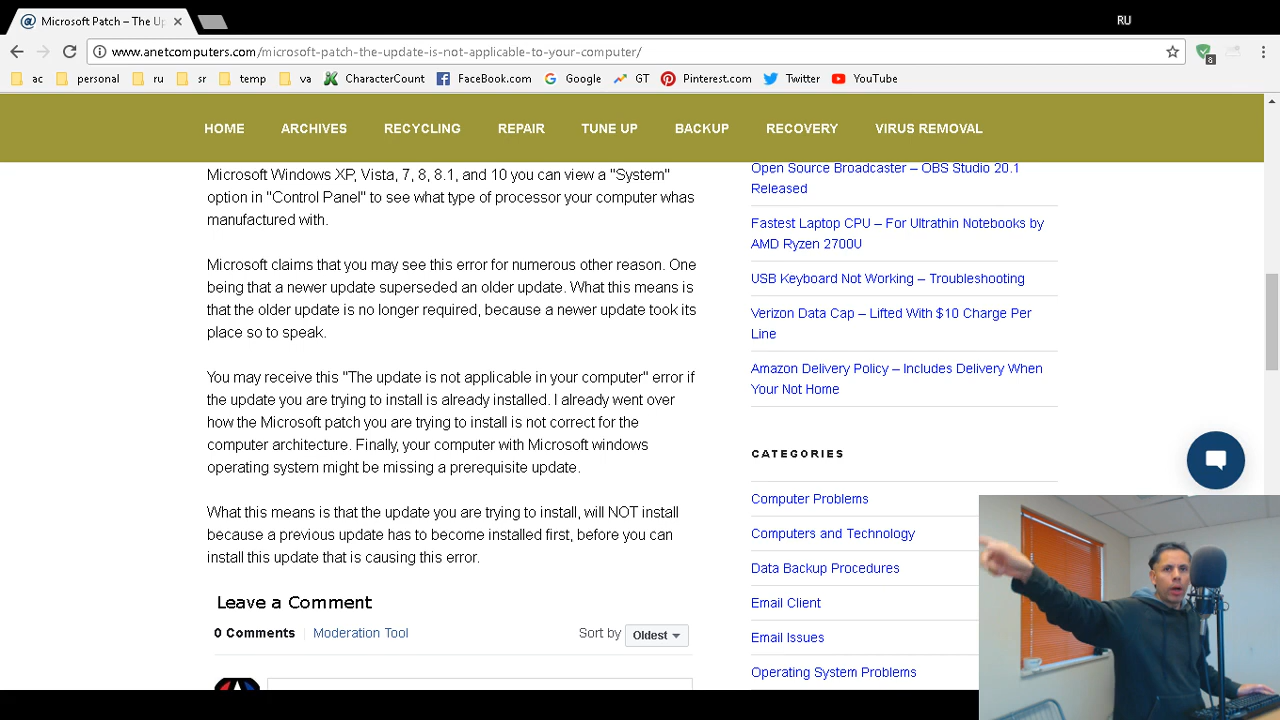 Microsoft Patch – The Up
RU
www.anetcomputers.com/microsoft-patch-the-update-is-not-applicable-to-your-computer/
8
ac personal ru sr temp va CharacterCount FaceBook.com Google GT Pinterest.com Twitter YouTube
HOME ARCHIVES RECYCLING REPAIR TUNE UP BACKUP RECOVERY VIRUS REMOVAL
Microsoft Windows XP, Vista, 7, 8, 8.1, and 10 you can view a "System"
option in "Control Panel" to see what type of processor your computer whas
manufactured with.
Microsoft claims that you may see this error for numerous other reason. One
being that a newer update superseded an older update. What this means is
that the older update is no longer required, because a newer update took its
place so to speak.
You may receive this "The update is not applicable in your computer" error if
the update you are trying to install is already installed. I already went over
how the Microsoft patch you are trying to install is not correct for the
computer architecture. Finally, your computer with Microsoft windows
operating system might be missing a prerequisite update.
What this means is that the update you are trying to install, will NOT install
because a previous update has to become installed first, before you can
install this update that is causing this error.
Leave a Comment
0 Comments Moderation Tool Sort by Oldest
Open Source Broadcaster – OBS Studio 20.1
Released
Fastest Laptop CPU – For Ultrathin Notebooks by
AMD Ryzen 2700U
USB Keyboard Not Working – Troubleshooting
Verizon Data Cap – Lifted With $10 Charge Per
Line
Amazon Delivery Policy – Includes Delivery When
Your Not Home
CATEGORIES
Computer Problems
Computers and Technology
Data Backup Procedures
Email Client
Email Issues
Operating System Problems